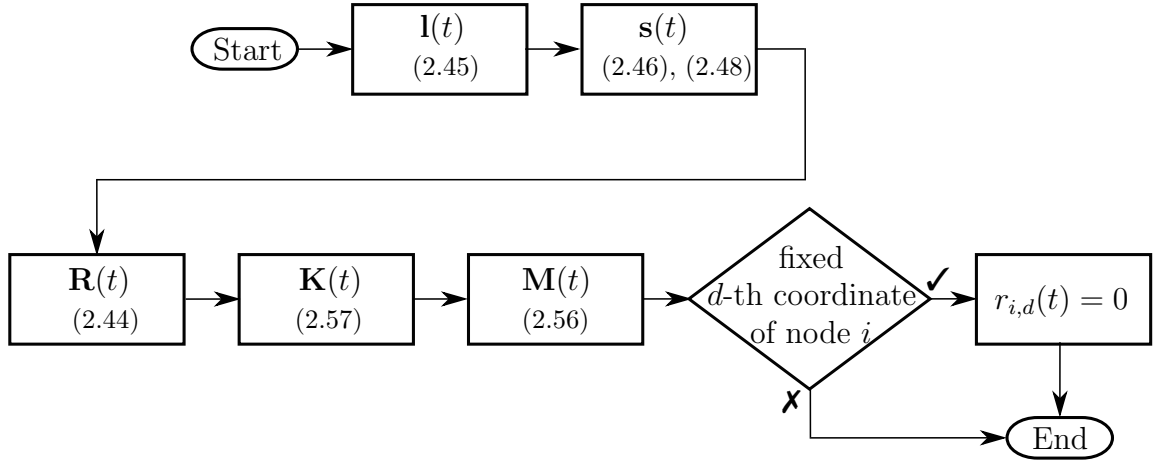 Start
l(t)
(2.45)
s(t)
(2.46), (2.48)
R(t)
(2.44)
K(t)
(2.57)
M(t)
(2.56)
fixed
d-th coordinate
of node i
✓
✗
r_{i,d}(t) = 0
End